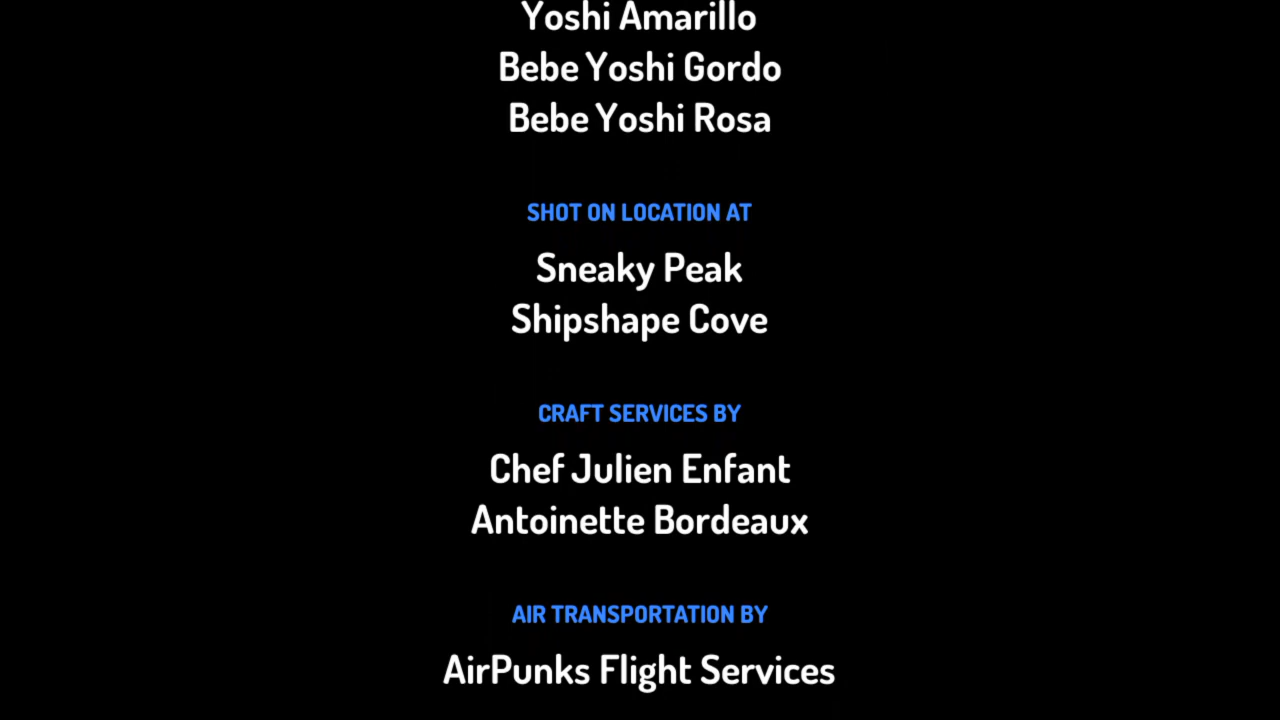 Yoshi Amarillo
Bebe Yoshi Gordo
Bebe Yoshi Rosa
SHOT ON LOCATION AT
Sneaky Peak
Shipshape Cove
CRAFT SERVICES BY
Chef Julien Enfant
Antoinette Bordeaux
AIR TRANSPORTATION BY
AirPunks Flight Services